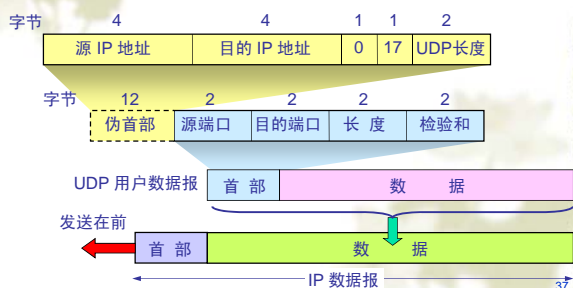 字节 4 4 1 1 2
源 IP 地址 目的 IP 地址 0 17 UDP长度
字节 12 2 2 2 2
伪首部 源端口 目的端口 长 度 检验和
UDP 用户数据报 首 部 数 据
发送在前
首 部 数 据
IP 数据报
37